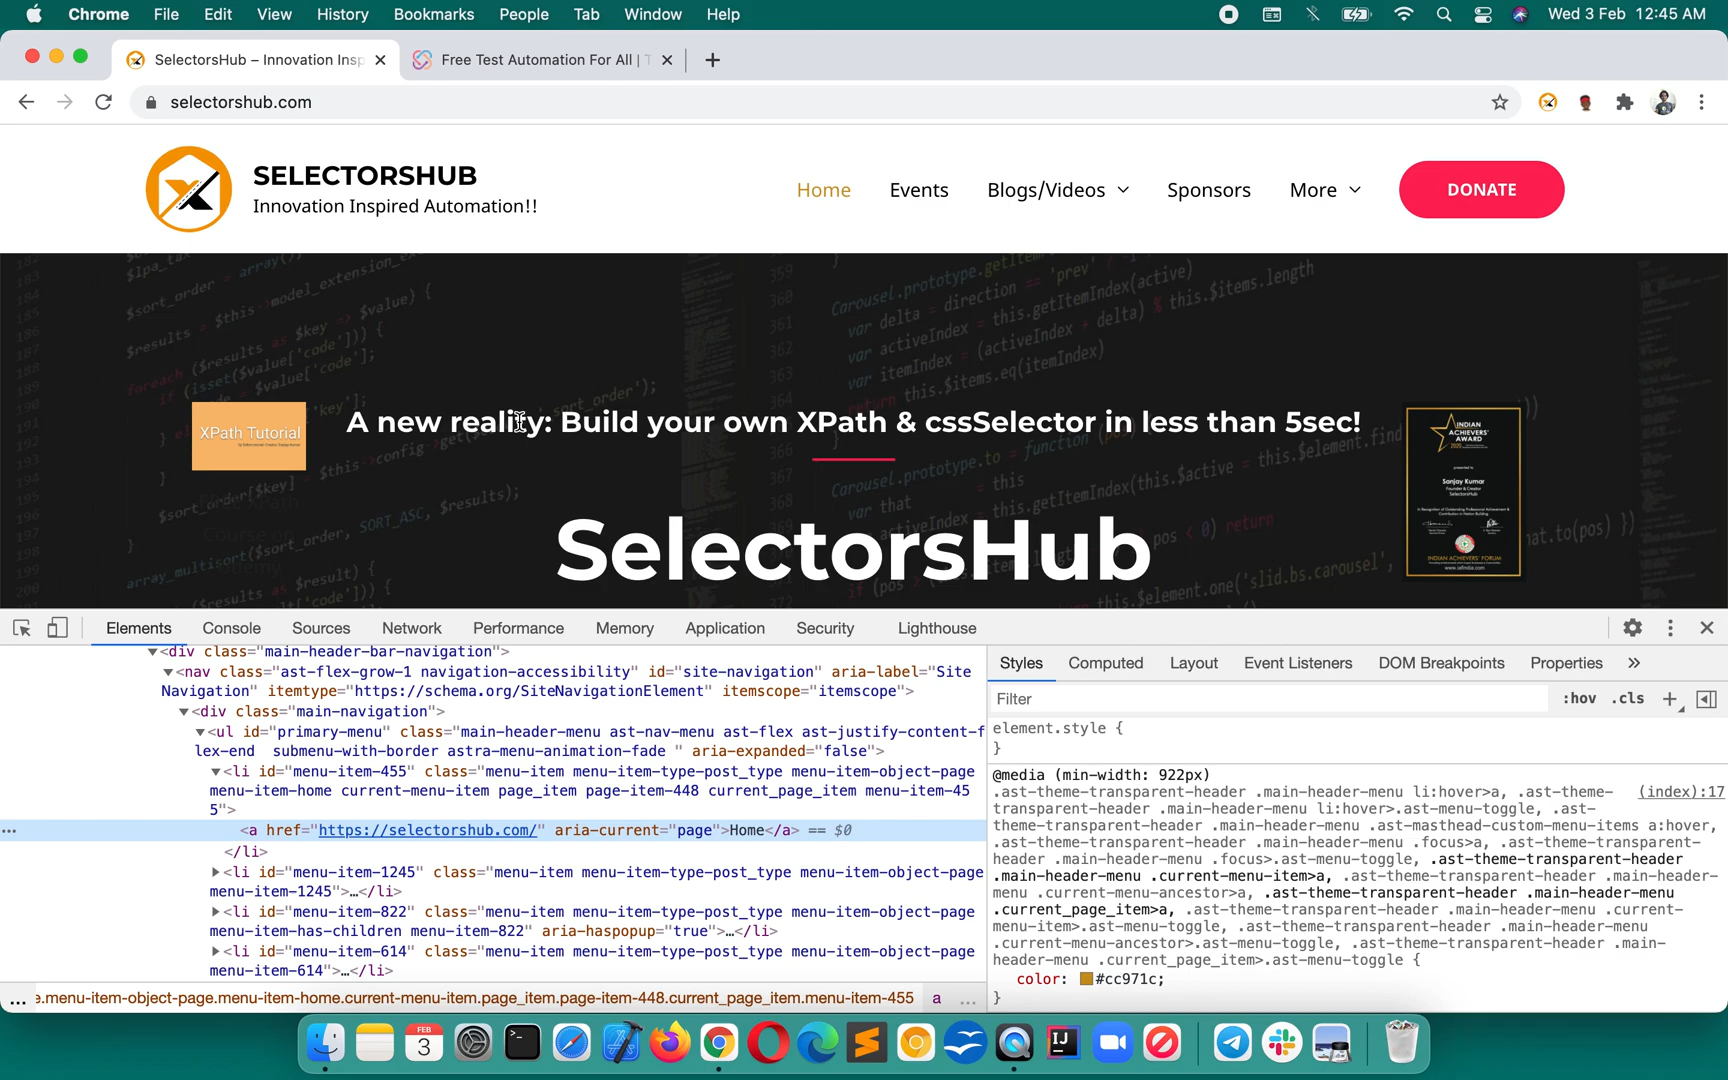 Chrome File Edit View History Bookmarks People Tab Window Help Wed 3 Feb 12:45 AM
SelectorsHub – Innovation Insp
Free Test Automation For All | T
selectorshub.com
SELECTORSHUB
Innovation Inspired Automation!!
Home Events Blogs/Videos Sponsors More DONATE
A new reality: Build your own XPath & cssSelector in less than 5sec!
XPath Tutorial
SelectorsHub
INDIAN
ACHIEVERS'
AWARD
Sanjay Kumar
Founder & Creator
SelectorsHub
INDIAN ACHIEVERS' FORUM
Elements Console Sources Network Performance Memory Application Security Lighthouse
▼<div class="main-header-bar-navigation">
▼<nav class="ast-flex-grow-1 navigation-accessibility" id="site-navigation" aria-label="Site
Navigation" itemtype="https://schema.org/SiteNavigationElement" itemscope="itemscope">
▼<div class="main-navigation">
▼<ul id="primary-menu" class="main-header-menu ast-nav-menu ast-flex ast-justify-content-f
lex-end  submenu-with-border astra-menu-animation-fade " aria-expanded="false">
▼<li id="menu-item-455" class="menu-item menu-item-type-post_type menu-item-object-page
menu-item-home current-menu-item page_item page-item-448 current_page_item menu-item-45
5">
<a href="https://selectorshub.com/" aria-current="page">Home</a> == $0
</li>
▶<li id="menu-item-1245" class="menu-item menu-item-type-post_type menu-item-object-page
menu-item-1245">…</li>
▶<li id="menu-item-822" class="menu-item menu-item-type-post_type menu-item-object-page
menu-item-has-children menu-item-822" aria-haspopup="true">…</li>
▶<li id="menu-item-614" class="menu-item menu-item-type-post_type menu-item-object-page
menu-item-614">…</li>
... e.menu-item-object-page.menu-item-home.current-menu-item.page_item.page-item-448.current_page_item.menu-item-455 a ...
Styles Computed Layout Event Listeners DOM Breakpoints Properties »
Filter :hov .cls +
element.style {
}
@media (min-width: 922px)
.ast-theme-transparent-header .main-header-menu li:hover>a, .ast-theme- (index):17
transparent-header .main-header-menu li:hover>.ast-menu-toggle, .ast-
theme-transparent-header .main-header-menu .ast-masthead-custom-menu-items a:hover,
.ast-theme-transparent-header .main-header-menu .focus>a, .ast-theme-transparent-
header .main-header-menu .focus>.ast-menu-toggle, .ast-theme-transparent-header
.main-header-menu .current-menu-item>a, .ast-theme-transparent-header .main-header-
menu .current-menu-ancestor>a, .ast-theme-transparent-header .main-header-menu
.current_page_item>a, .ast-theme-transparent-header .main-header-menu .current-
menu-item>.ast-menu-toggle, .ast-theme-transparent-header .main-header-menu
.current-menu-ancestor>.ast-menu-toggle, .ast-theme-transparent-header .main-
header-menu .current_page_item>.ast-menu-toggle {
color: #cc971c;
}
FEB
3